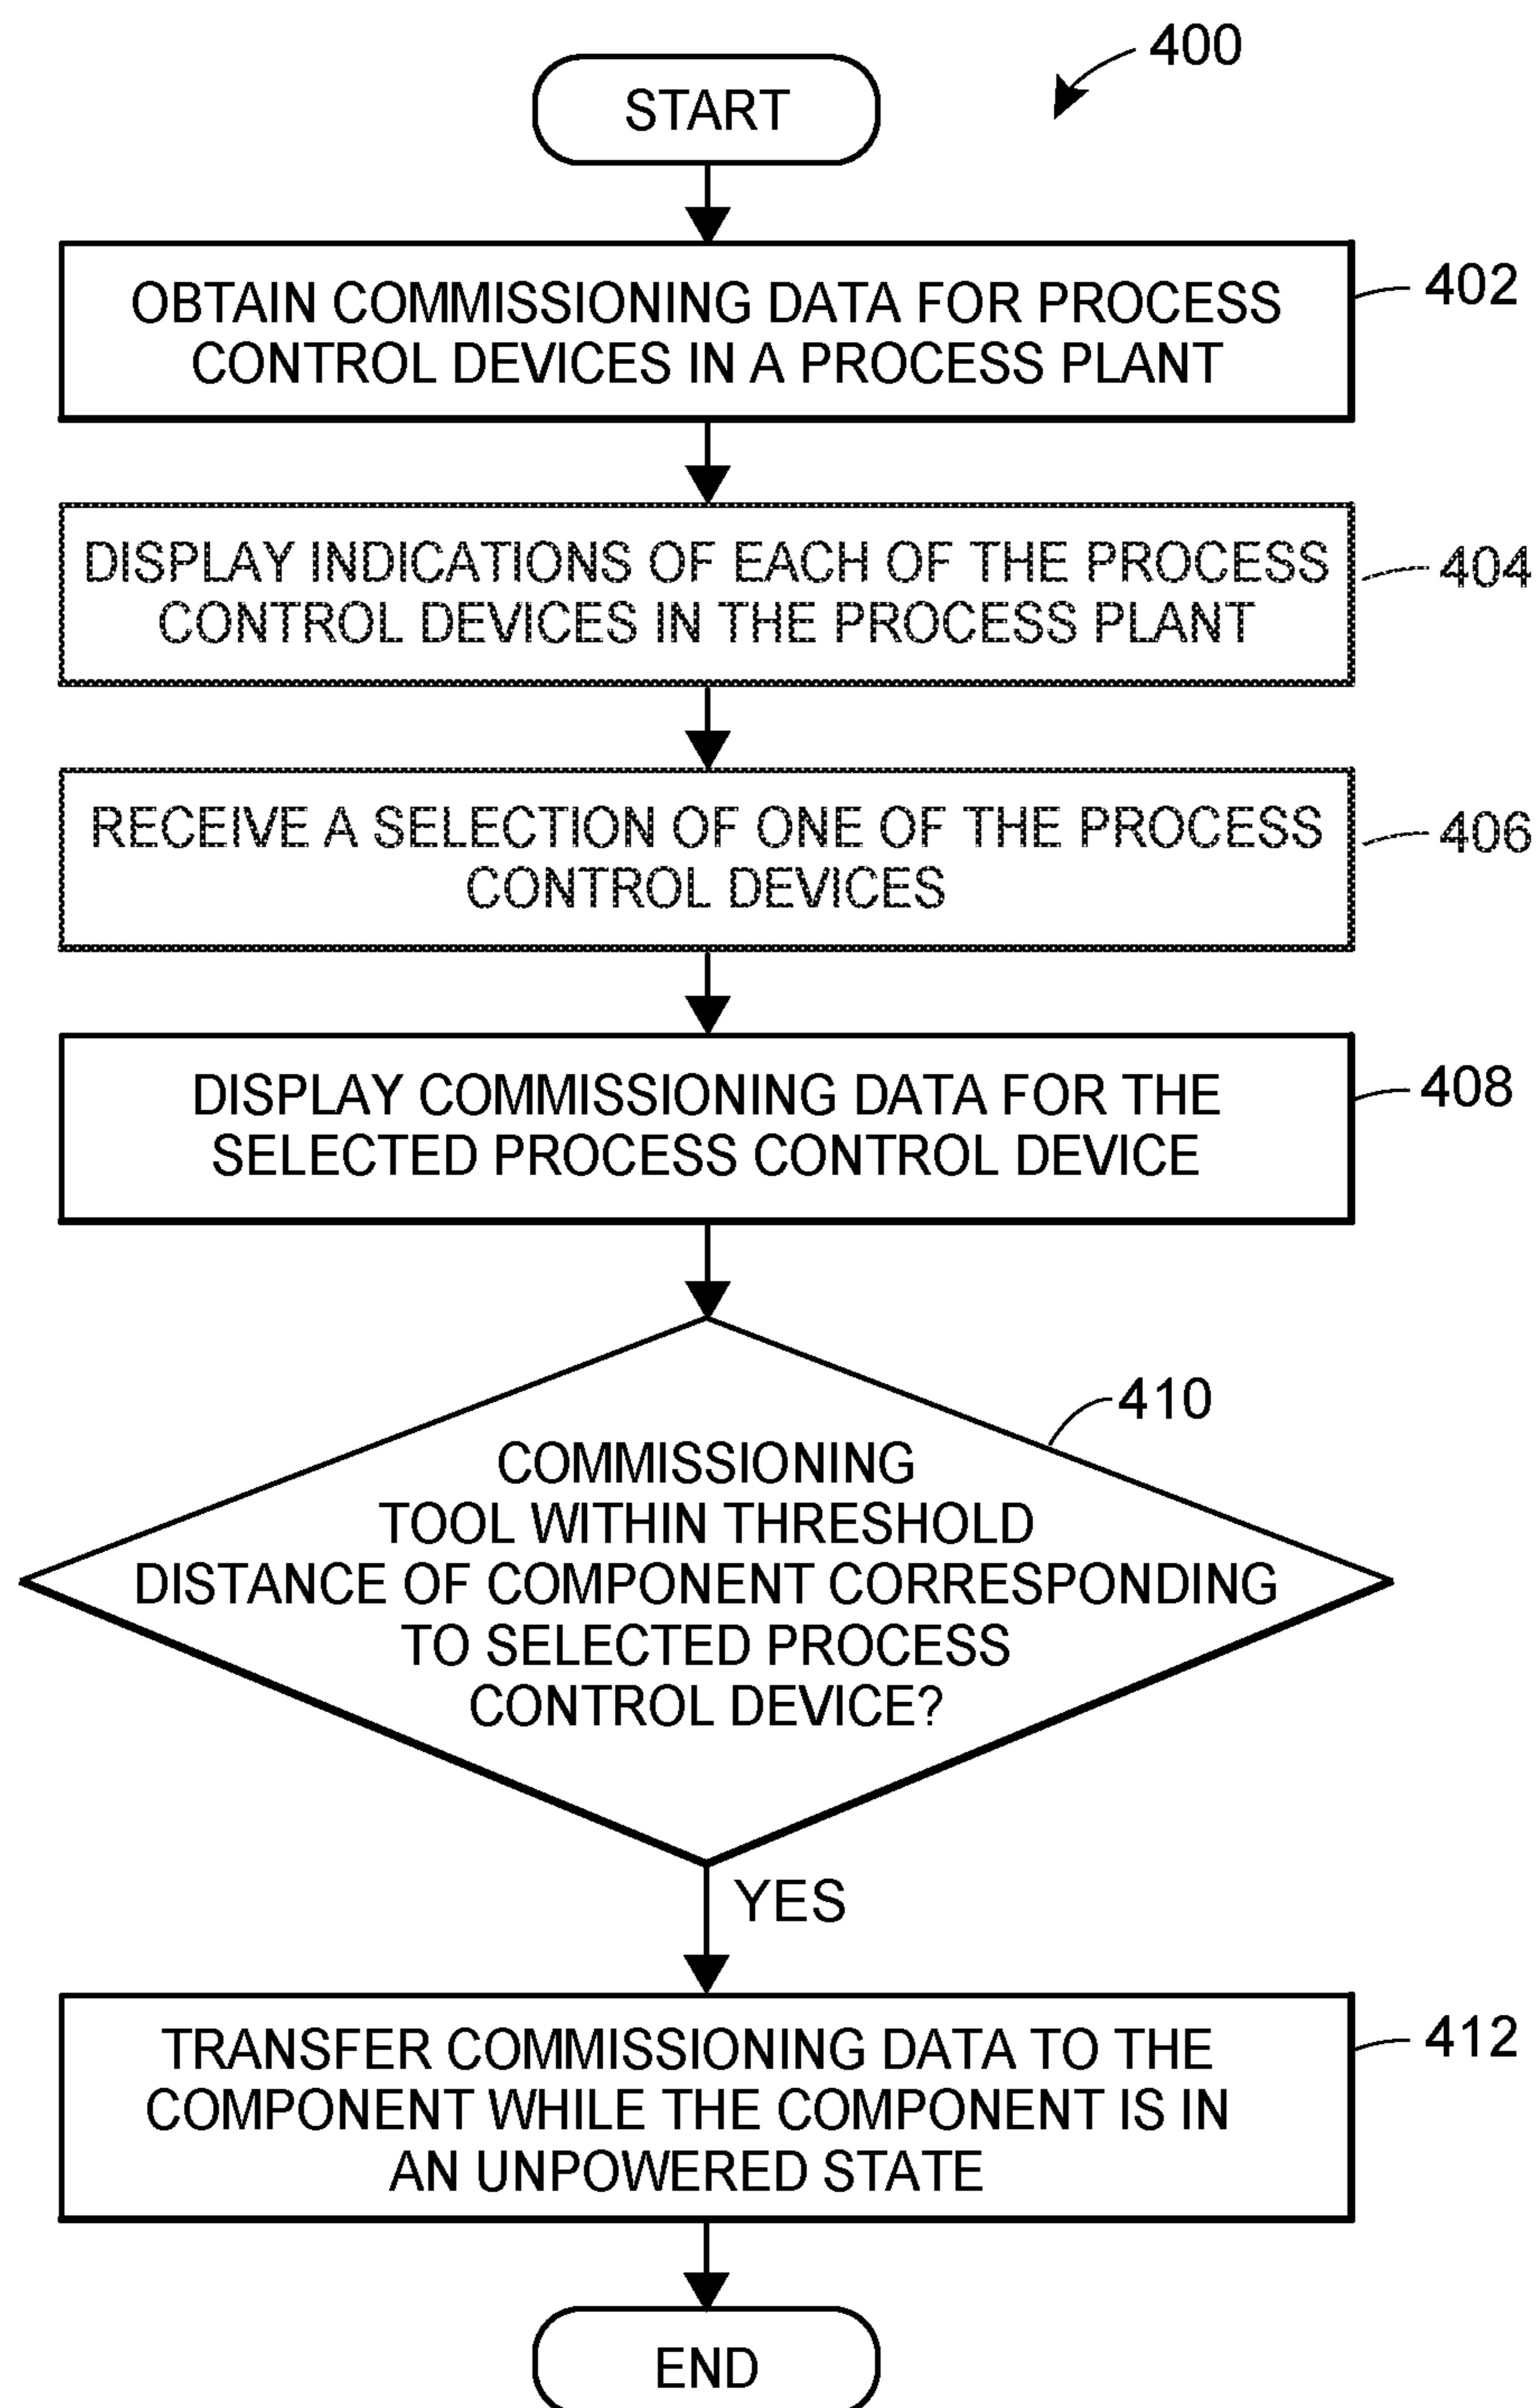 400
START
OBTAIN COMMISSIONING DATA FOR PROCESS
CONTROL DEVICES IN A PROCESS PLANT
402
DISPLAY INDICATIONS OF EACH OF THE PROCESS
CONTROL DEVICES IN THE PROCESS PLANT
404
RECEIVE A SELECTION OF ONE OF THE PROCESS
CONTROL DEVICES
406
DISPLAY COMMISSIONING DATA FOR THE
SELECTED PROCESS CONTROL DEVICE
408
410
COMMISSIONING
TOOL WITHIN THRESHOLD
DISTANCE OF COMPONENT CORRESPONDING
TO SELECTED PROCESS
CONTROL DEVICE?
YES
TRANSFER COMMISSIONING DATA TO THE
COMPONENT WHILE THE COMPONENT IS IN
AN UNPOWERED STATE
412
END